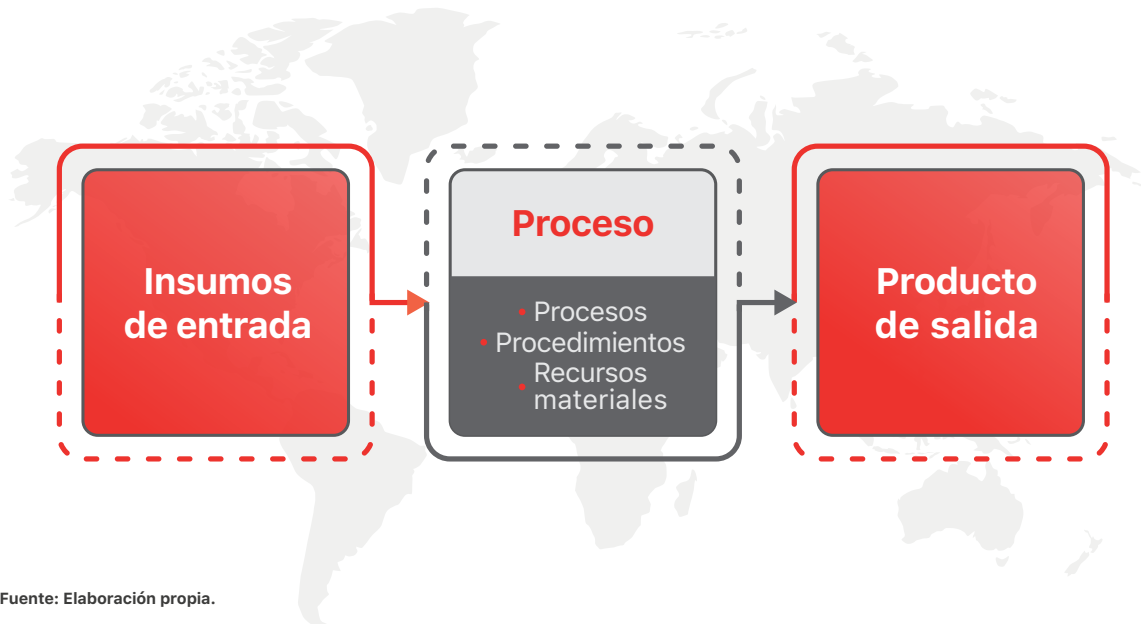 Insumos
de entrada
Proceso
• Procesos
• Procedimientos
• Recursos
materiales
Producto
de salida
Fuente: Elaboración propia.